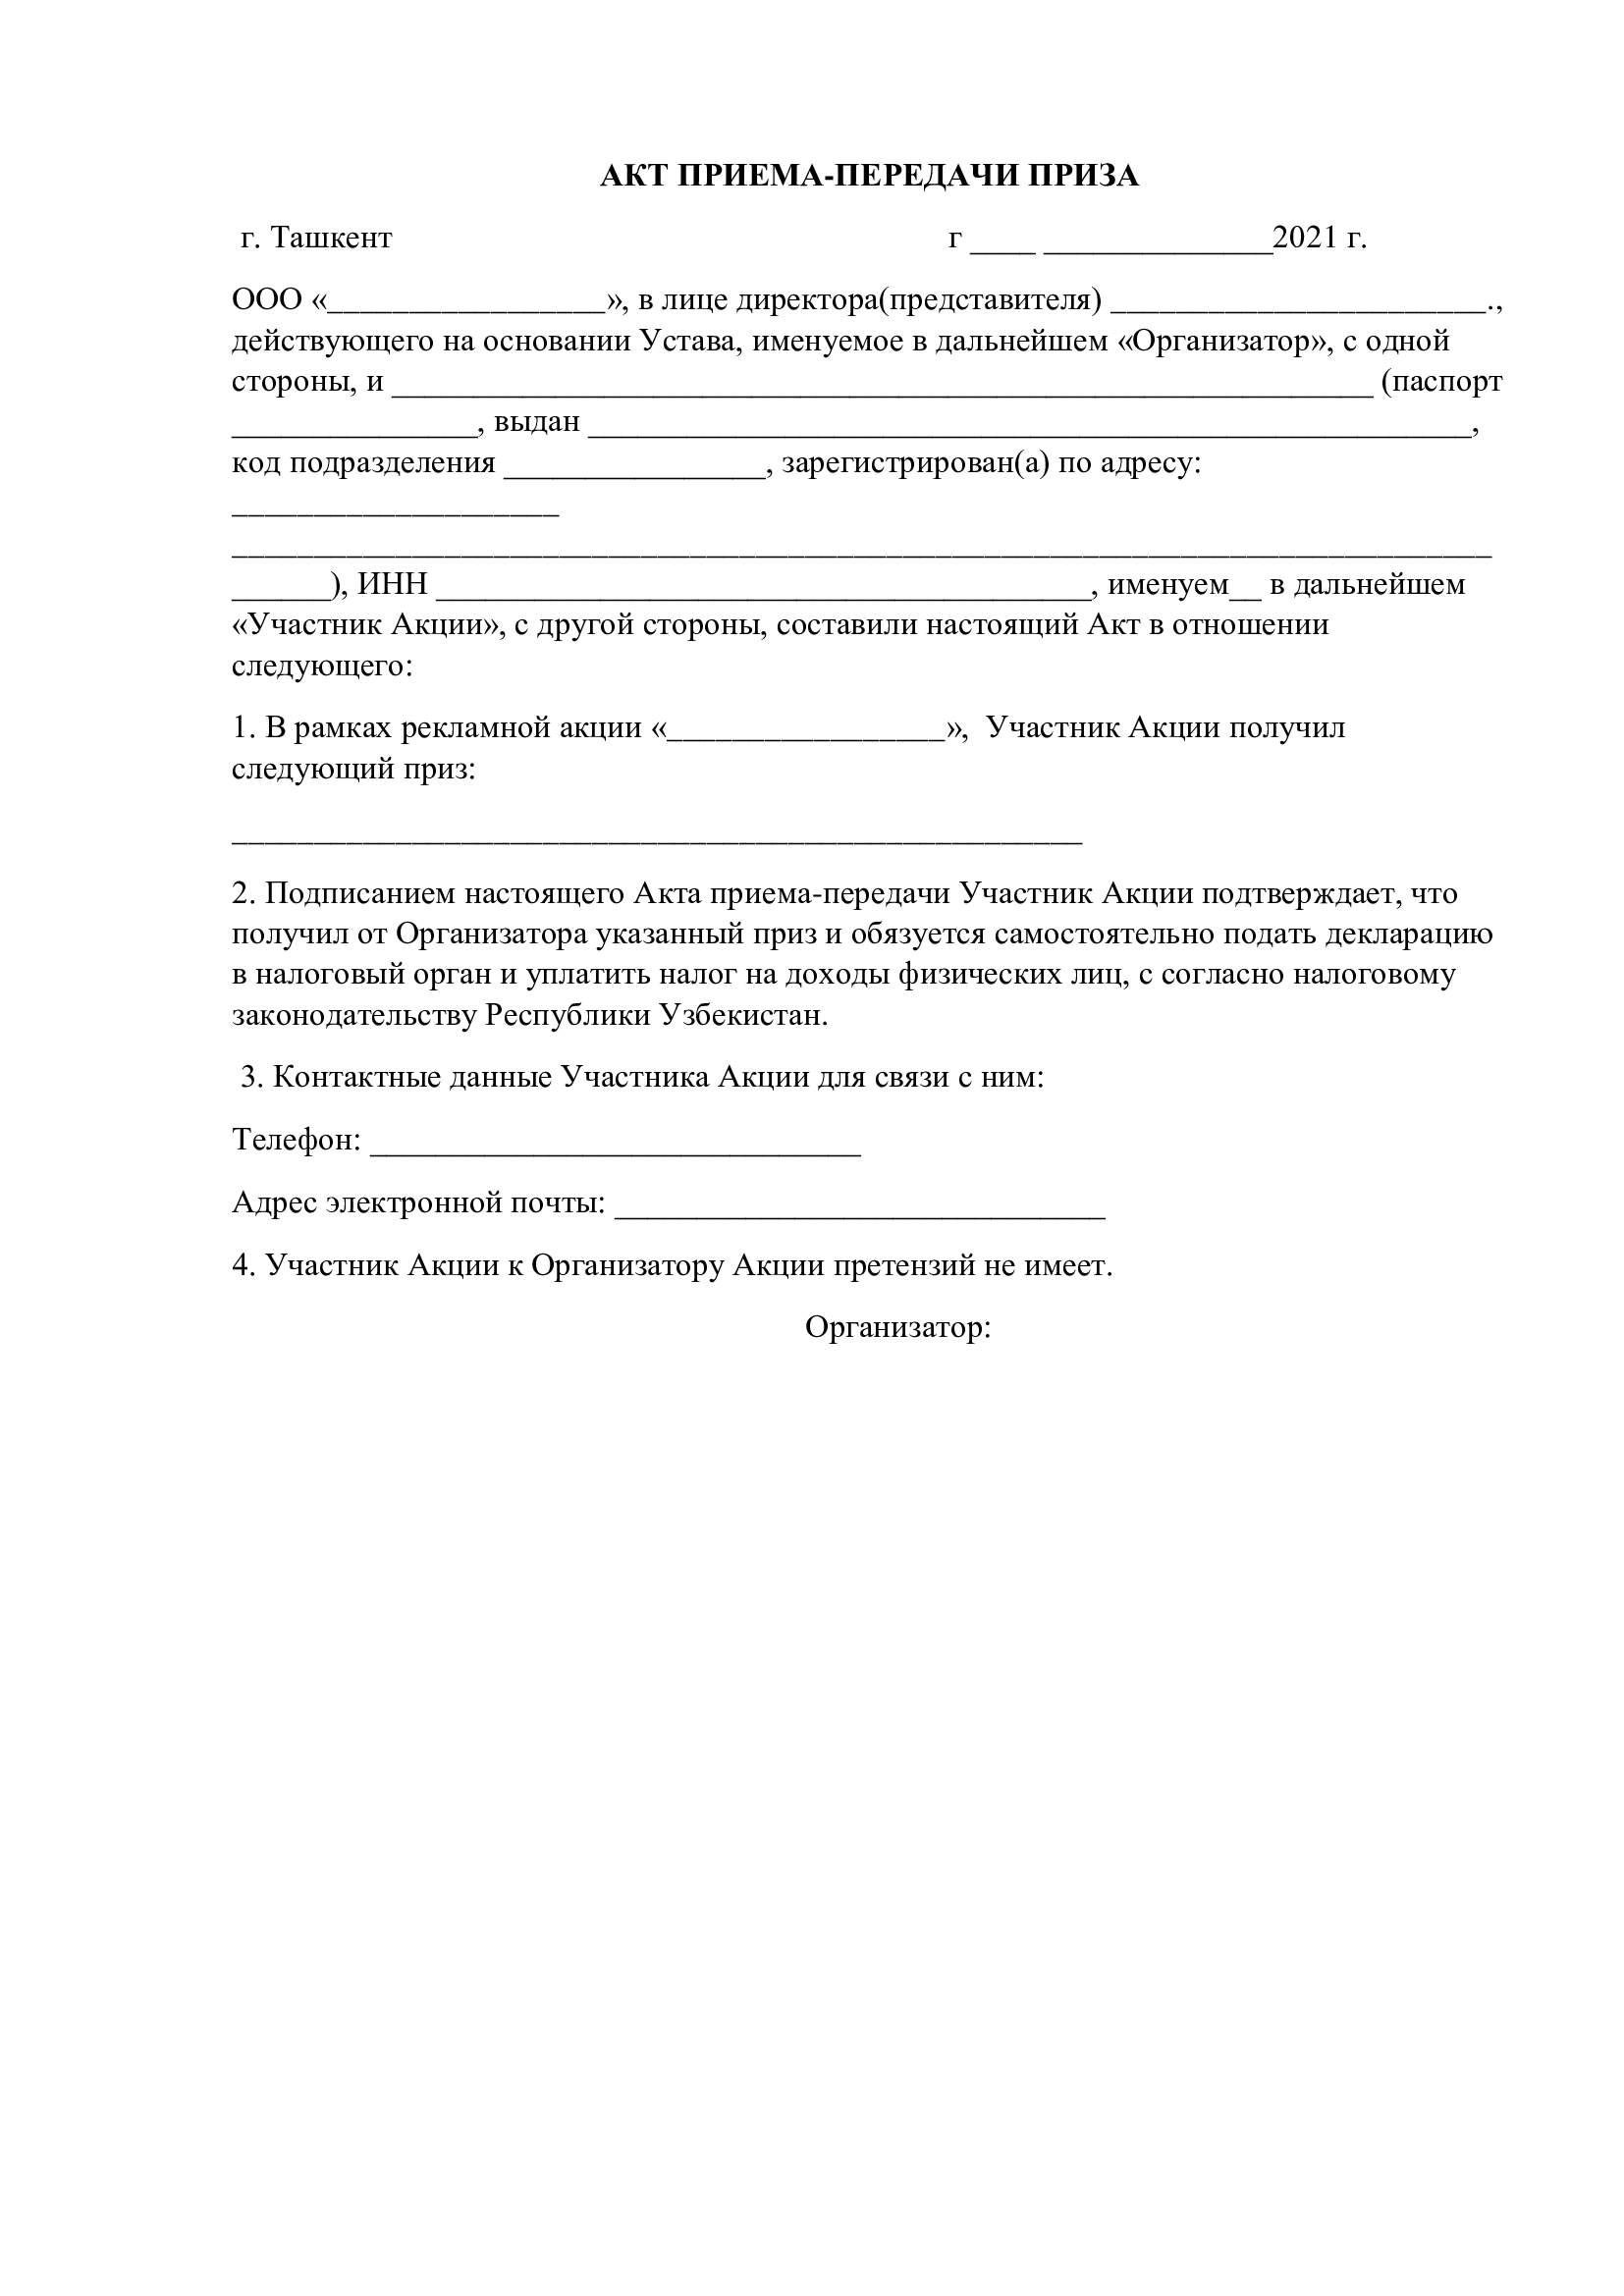 АКТ ПРИЕМА-ПЕРЕДАЧИ ПРИЗА
г. Ташкент г ____ ______________2021 г.
ООО «_________________», в лице директора(представителя) _______________________.,
действующего на основании Устава, именуемое в дальнейшем «Организатор», с одной
стороны, и ____________________________________________________________ (паспорт
_______________, выдан ______________________________________________________,
код подразделения ________________, зарегистрирован(а) по адресу:
____________________
_____________________________________________________________________________
______), ИНН ________________________________________, именуем__ в дальнейшем
«Участник Акции», с другой стороны, составили настоящий Акт в отношении
следующего:
1. В рамках рекламной акции «_________________», Участник Акции получил
следующий приз:
____________________________________________________
2. Подписанием настоящего Акта приема-передачи Участник Акции подтверждает, что
получил от Организатора указанный приз и обязуется самостоятельно подать декларацию
в налоговый орган и уплатить налог на доходы физических лиц, с согласно налоговому
законодательству Республики Узбекистан.
3. Контактные данные Участника Акции для связи с ним:
Телефон: ______________________________
Адрес электронной почты: ______________________________
4. Участник Акции к Организатору Акции претензий не имеет.
Организатор: